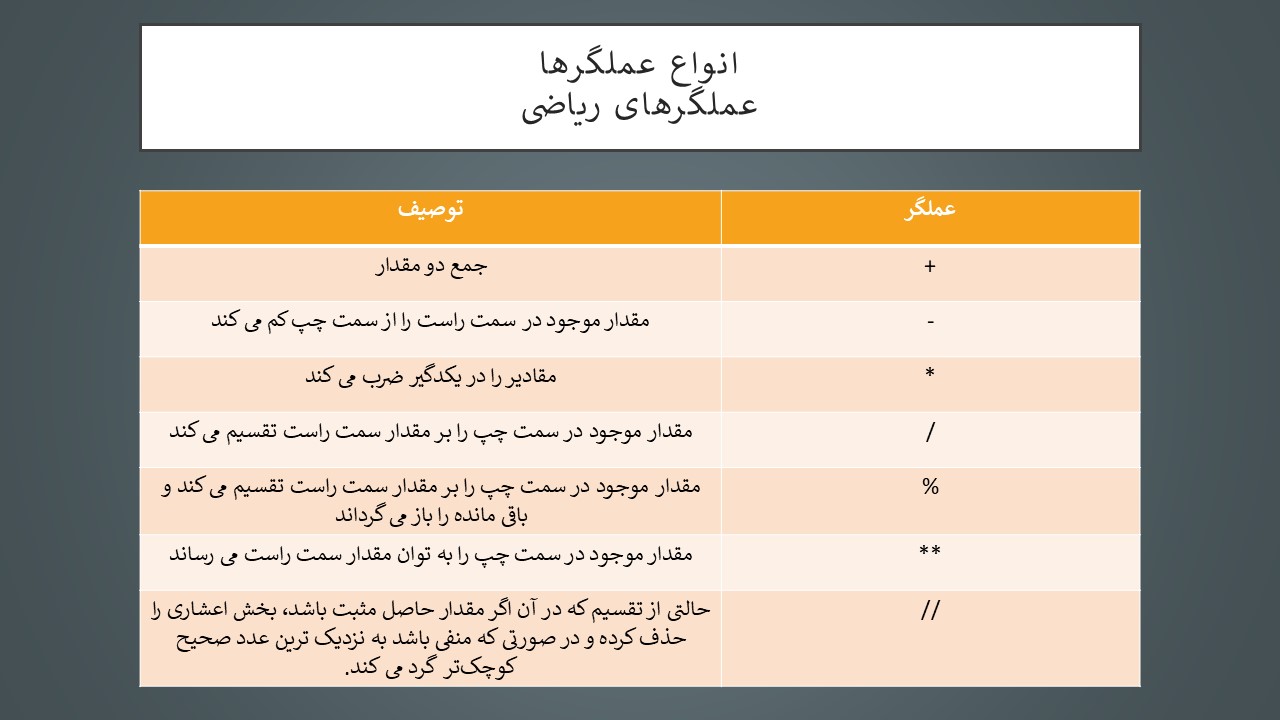 انواع عملگرها
عملگرهای ریاضی
عملگر
توصیف
+
جمع دو مقدار
-
مقدار موجود در سمت راست را از سمت چپ کم می کند
*
مقادیر را در یکدگیر ضرب می کند
/
مقدار موجود در سمت چپ را بر مقدار سمت راست تقسیم می کند
%
مقدار موجود در سمت چپ را بر مقدار سمت راست تقسیم می کند و
باقی مانده را باز می گرداند
**
مقدار موجود در سمت چپ را به توان مقدار سمت راست می رساند
//
حالتی از تقسیم که در آن اگر مقدار حاصل مثبت باشد، بخش اعشاری را
حذف کرده و در صورتی که منفی باشد به نزدیک ترین عدد صحیح
کوچک‌تر گرد می کند.